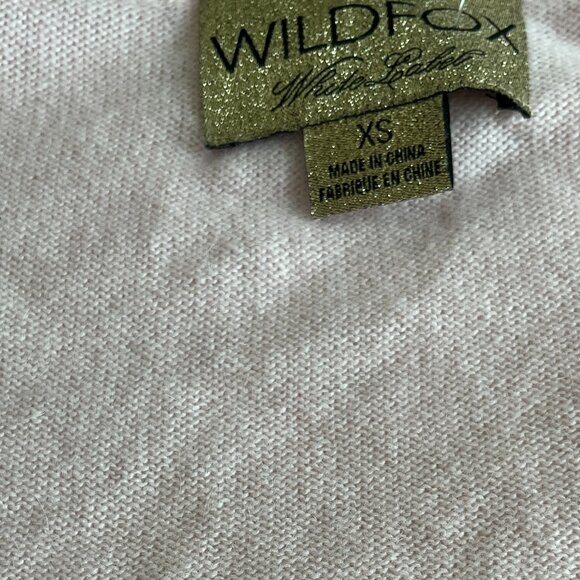 WILDFOX
White Label
XS
MADE IN CHINA
FABRIQUE EN CHINE